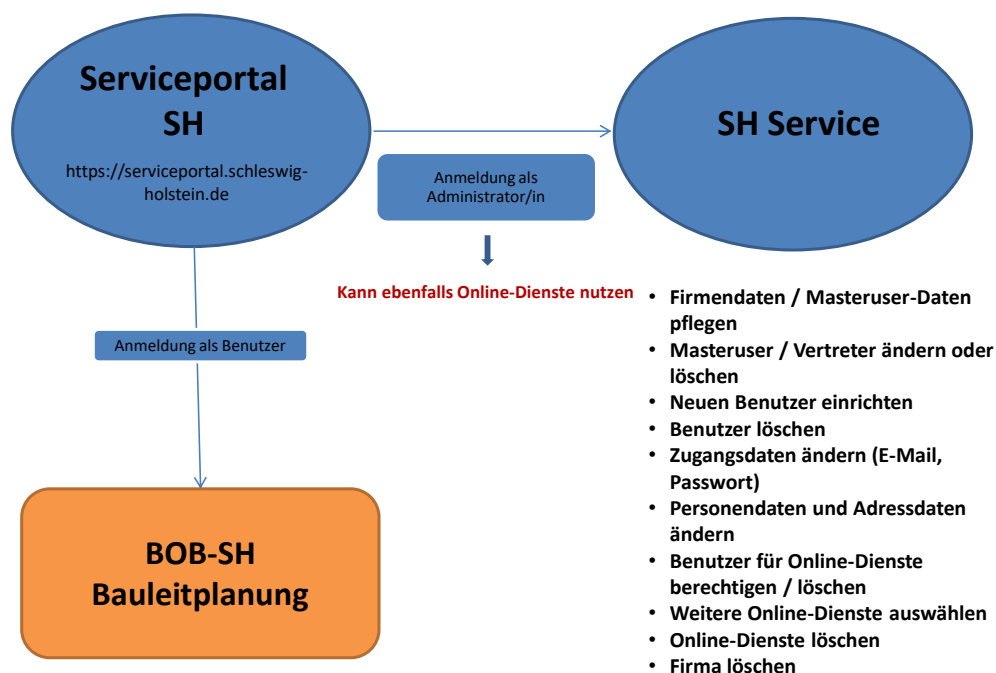 Serviceportal
SH
https://serviceportal.schleswig-
holstein.de
SH Service
Anmeldung als
Administrator/in
Kann ebenfalls Online-Dienste nutzen
Anmeldung als Benutzer
BOB-SH
Bauleitplanung
• Firmendaten / Masteruser-Daten
pflegen
• Masteruser / Vertreter ändern oder
löschen
• Neuen Benutzer einrichten
• Benutzer löschen
• Zugangsdaten ändern (E-Mail,
Passwort)
• Personendaten und Adressdaten
ändern
• Benutzer für Online-Dienste
berechtigen / löschen
• Weitere Online-Dienste auswählen
• Online-Dienste löschen
• Firma löschen